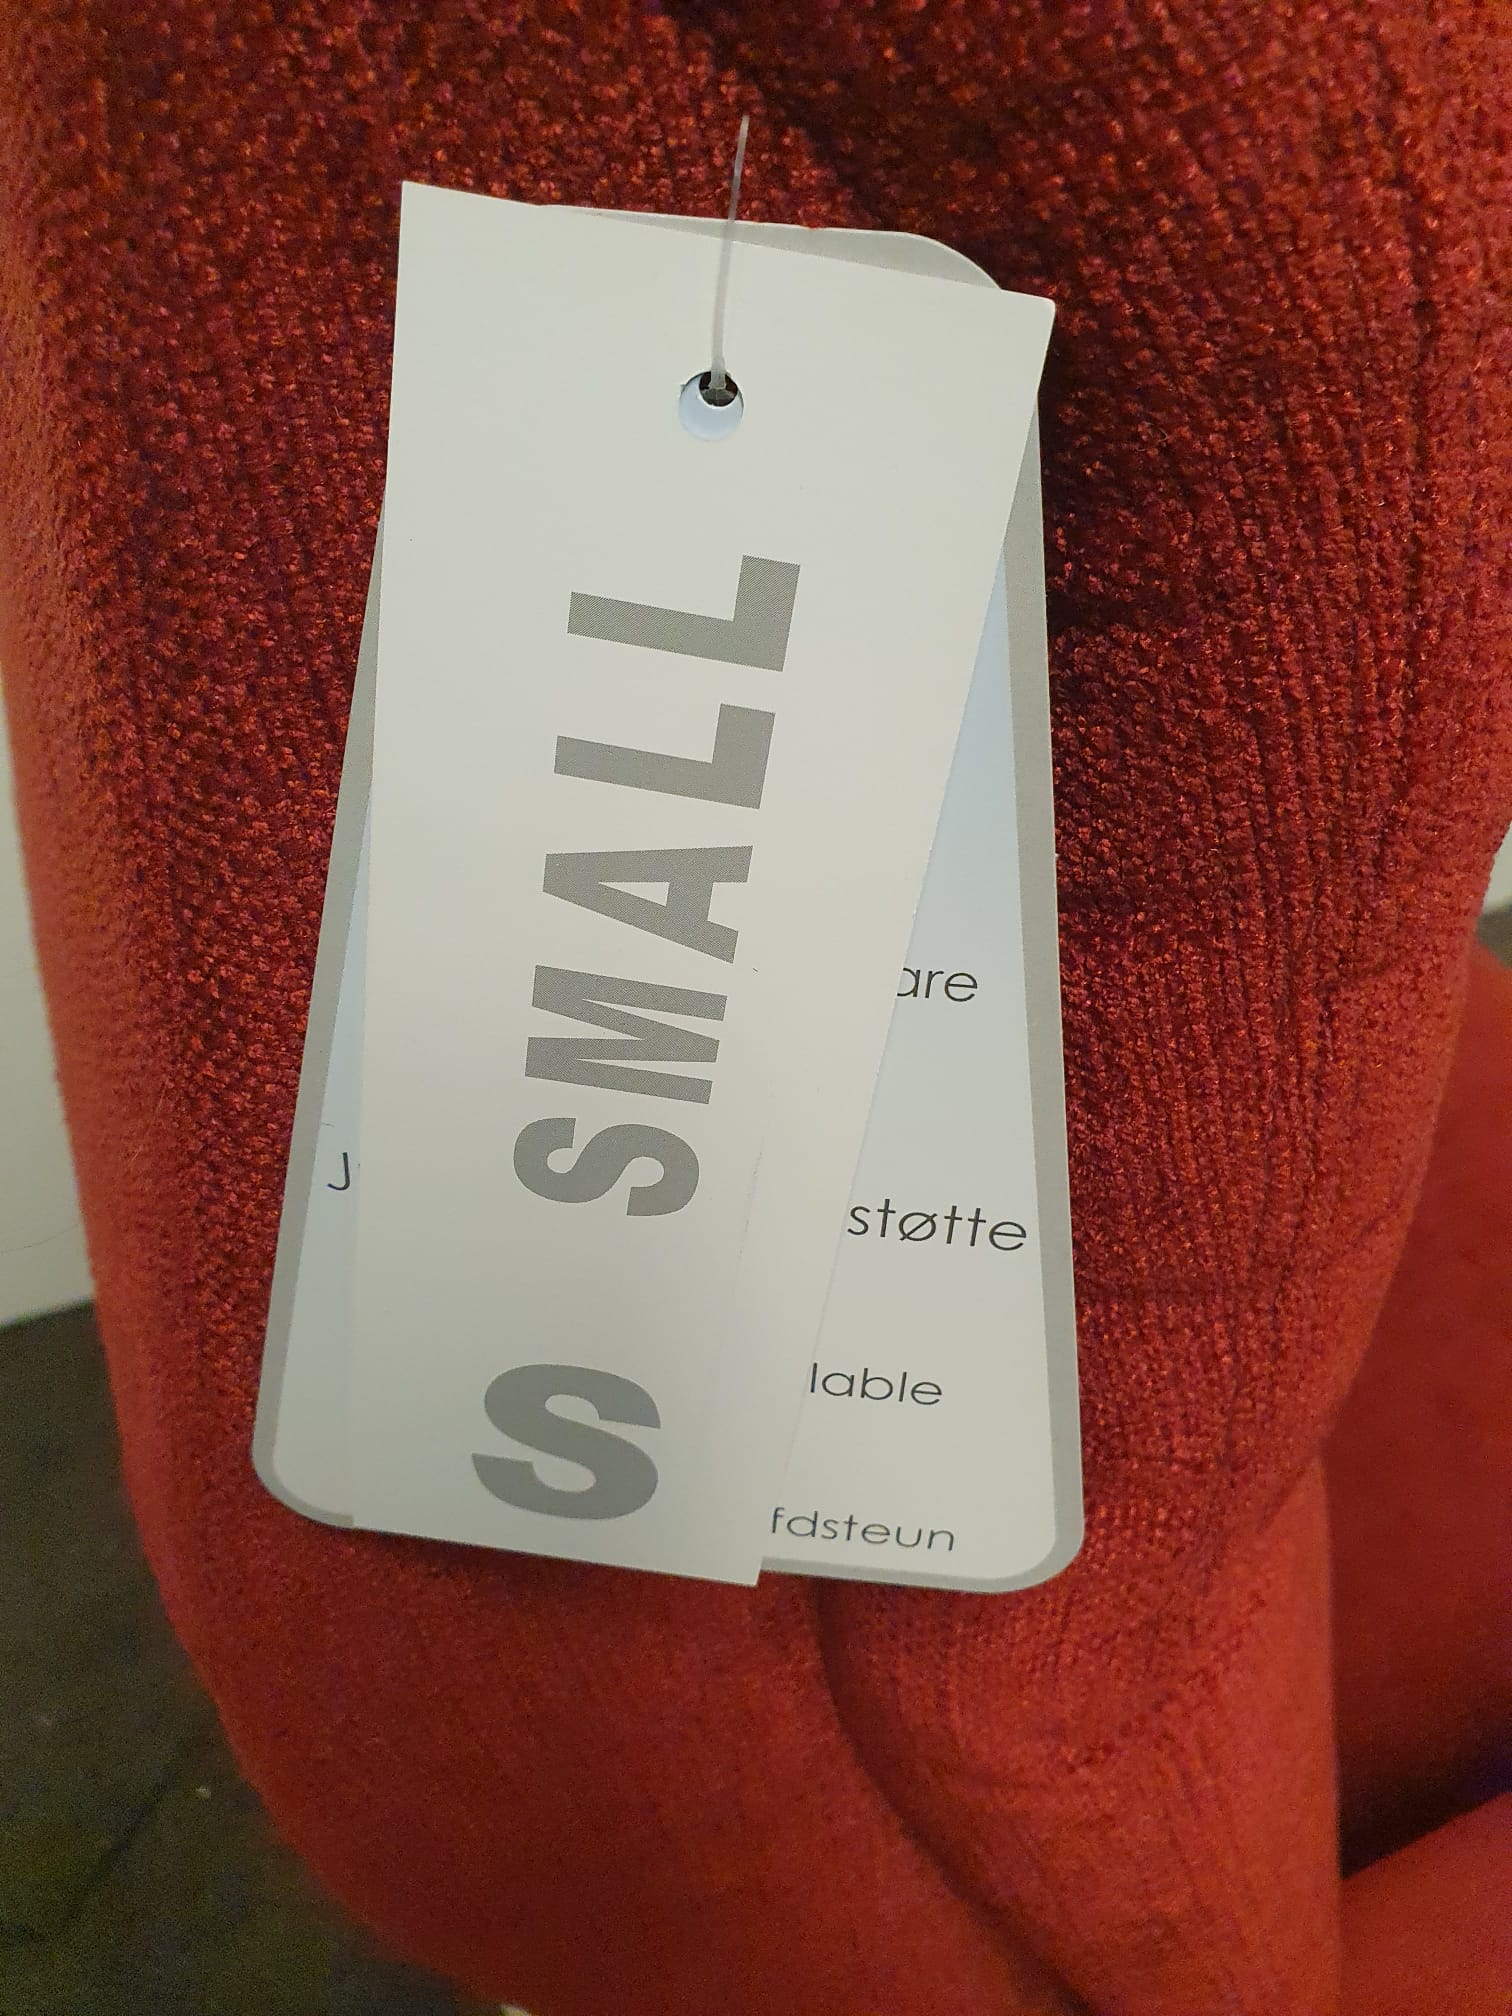 SMALL
S
are
J
støtte
lable
fdsteun